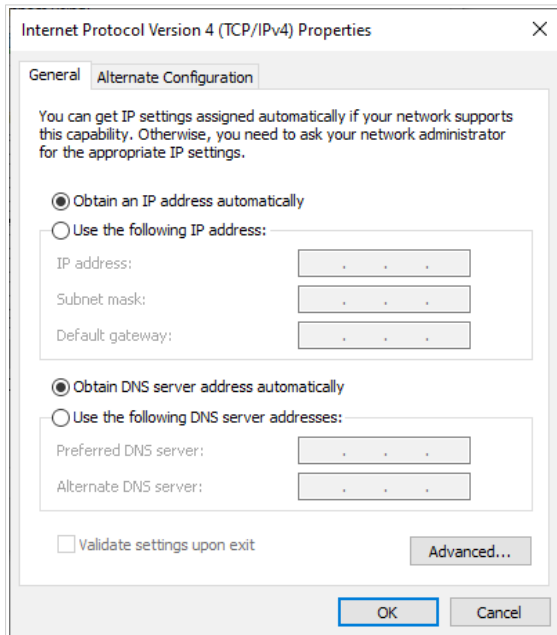 Internet Protocol Version 4 (TCP/IPv4) Properties
General
Alternate Configuration
You can get IP settings assigned automatically if your network supports
this capability. Otherwise, you need to ask your network administrator
for the appropriate IP settings.
Obtain an IP address automatically
Use the following IP address:
IP address:
Subnet mask:
Default gateway:
Obtain DNS server address automatically
Use the following DNS server addresses:
Preferred DNS server:
Alternate DNS server:
Validate settings upon exit
Advanced...
OK
Cancel